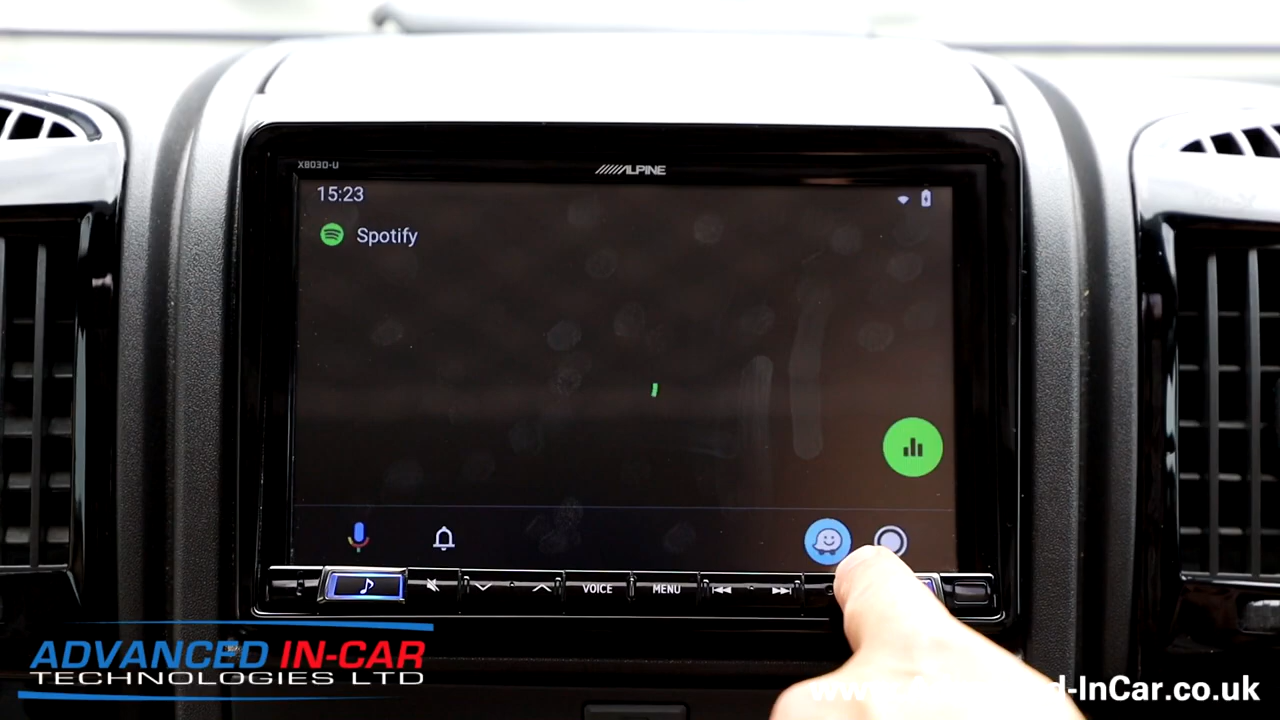 X803D-U
ALPINE
15:23
Spotify
VOICE
MENU
ADVANCED IN-CAR
TECHNOLOGIES LTD
d-InCar.co.uk